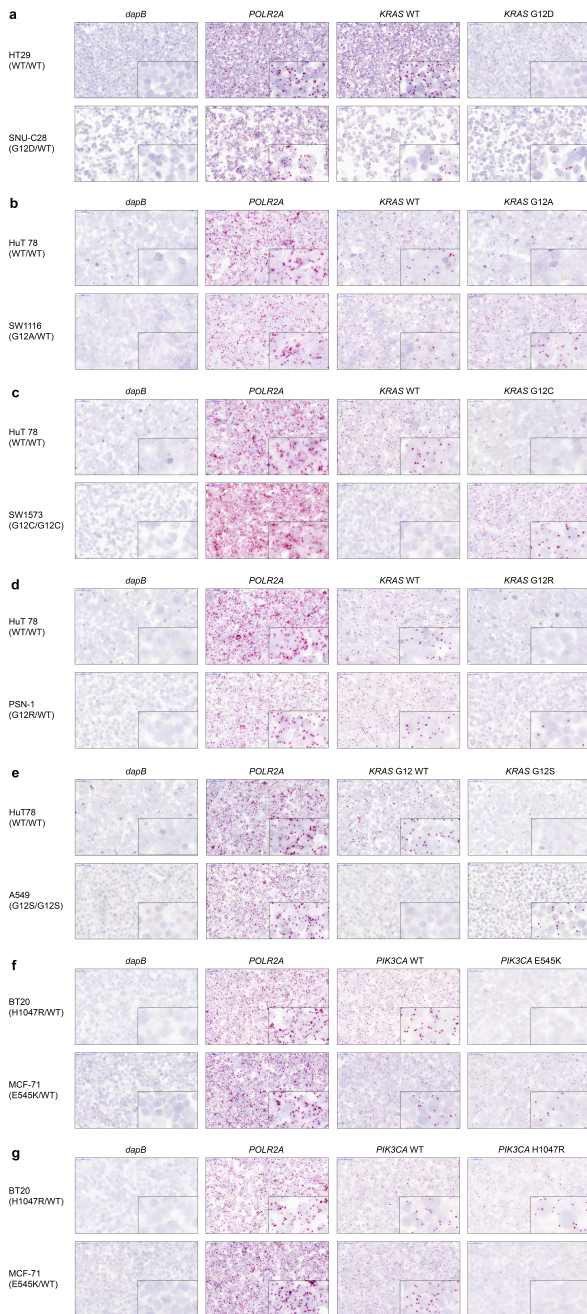 a
dapB POLR2A KRAS WT KRAS G12D
HT29
(WT/WT)
SNU-C28
(G12D/WT)
b
dapB POLR2A KRAS WT KRAS G12A
HuT 78
(WT/WT)
SW1116
(G12A/WT)
c
dapB POLR2A KRAS WT KRAS G12C
HuT 78
(WT/WT)
SW1573
(G12C/G12C)
d
dapB POLR2A KRAS WT KRAS G12R
HuT 78
(WT/WT)
PSN-1
(G12R/WT)
e
dapB POLR2A KRAS G12 WT KRAS G12S
HuT78
(WT/WT)
A549
(G12S/G12S)
f
dapB POLR2A PIK3CA WT PIK3CA E545K
BT20
(H1047R/WT)
MCF-71
(E545K/WT)
g
dapB POLR2A PIK3CA WT PIK3CA H1047R
BT20
(H1047R/WT)
MCF-71
(E545K/WT)